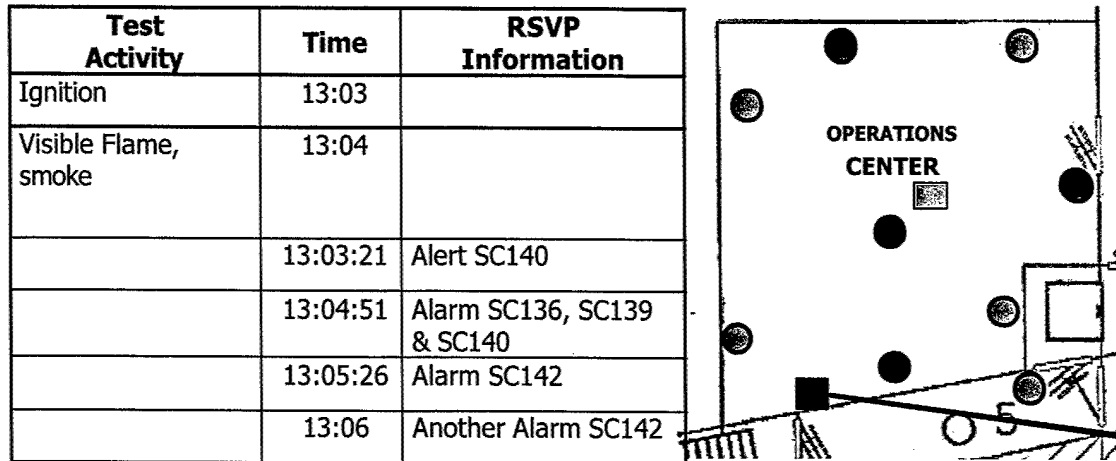 Test Activity Time RSVP Information
Ignition 13:03
Visible Flame, smoke 13:04
13:03:21 Alert SC140
13:04:51 Alarm SC136, SC139 & SC140
13:05:26 Alarm SC142
13:06 Another Alarm SC142
OPERATIONS
CENTER
5